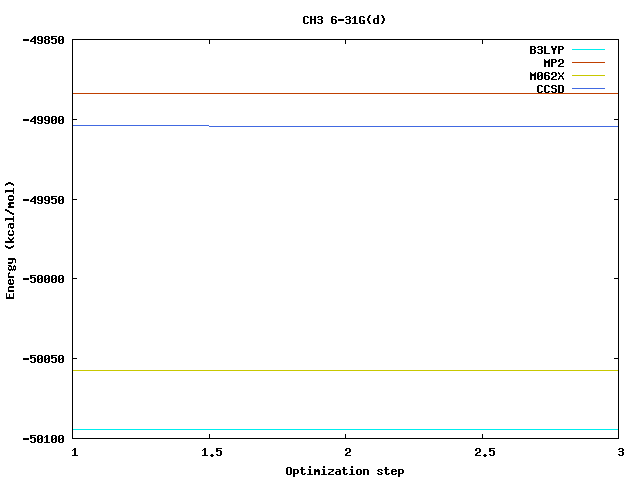 CH3 6-31G(d)
-49850
B3LYP
MP2
M062X
CCSD
-49900
-49950
Energy (kcal/mol)
-50000
-50050
-50100
1 1.5 2 2.5 3
Optimization step